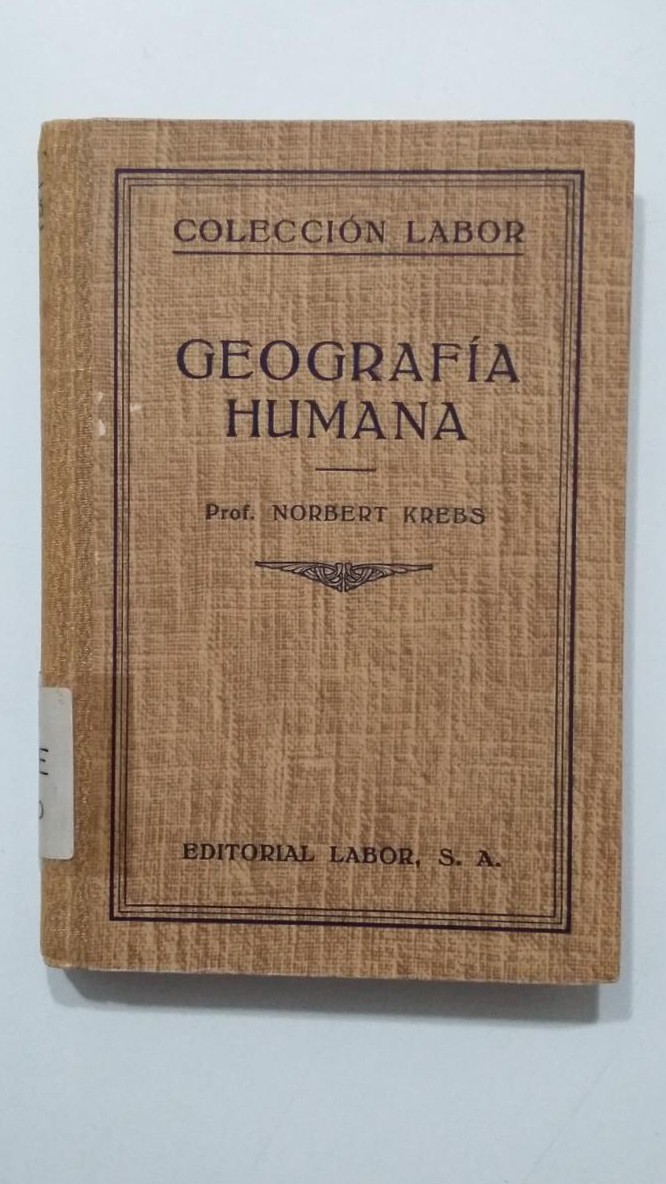 COLECCIÓN LABOR
GEOGRAFÍA
HUMANA
Prof. NORBERT KREBS
EDITORIAL LABOR, S. A.
E